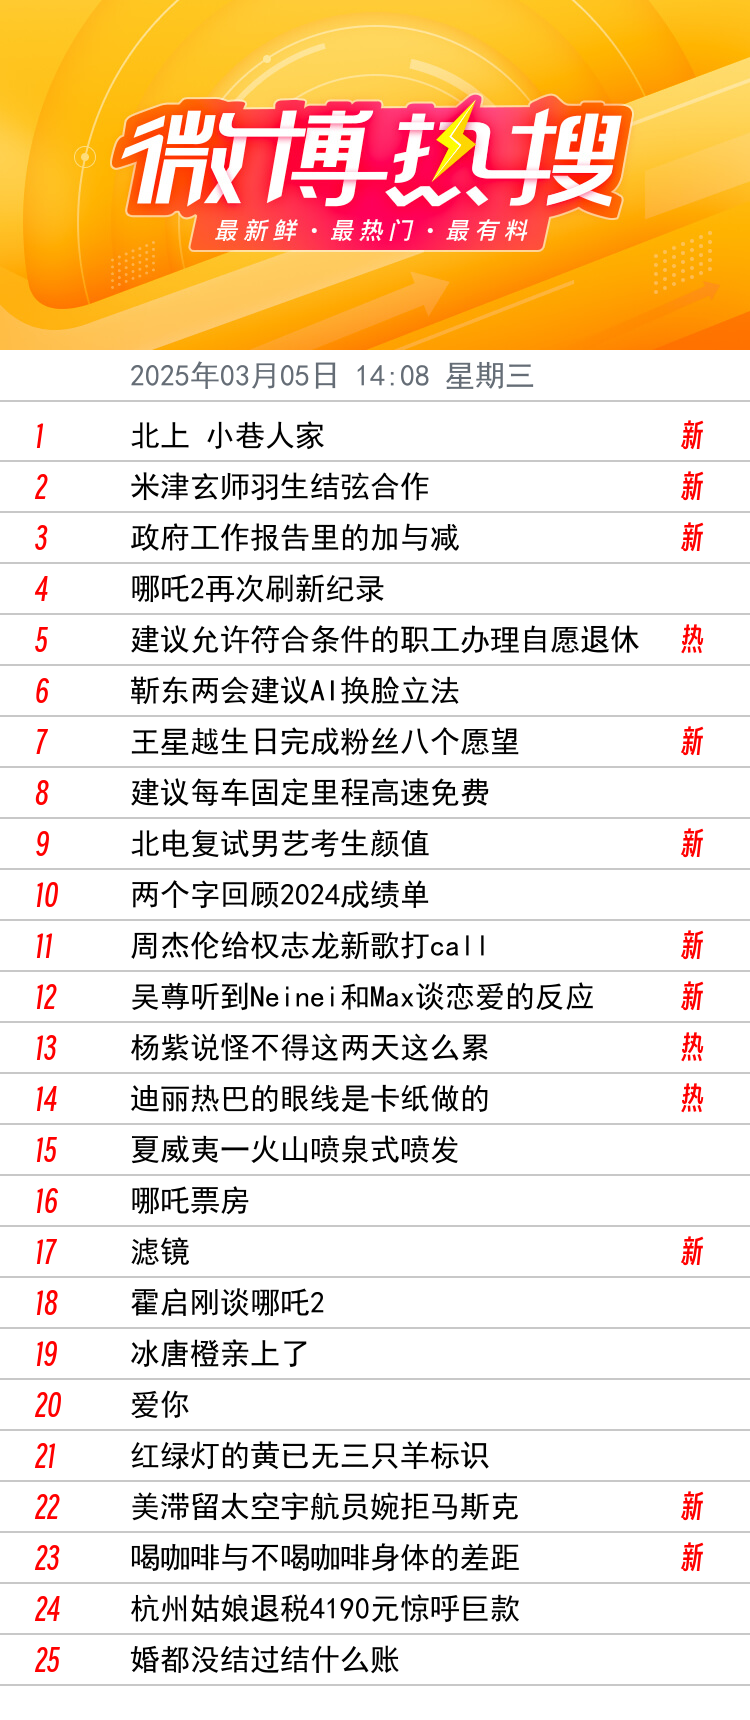 微博热搜
最新鲜·最热门·最有料
2025年03月05日 14:08 星期三
1 北上 小巷人家 新
2 米津玄师羽生结弦合作 新
3 政府工作报告里的加与减 新
4 哪吒2再次刷新纪录
5 建议允许符合条件的职工办理自愿退休 热
6 靳东两会建议AI换脸立法
7 王星越生日完成粉丝八个愿望 新
8 建议每车固定里程高速免费
9 北电复试男艺考生颜值 新
10 两个字回顾2024成绩单
11 周杰伦给权志龙新歌打call 新
12 吴尊听到Neinei和Max谈恋爱的反应 新
13 杨紫说怪不得这两天这么累 热
14 迪丽热巴的眼线是卡纸做的 热
15 夏威夷一火山喷泉式喷发
16 哪吒票房
17 滤镜 新
18 霍启刚谈哪吒2
19 冰唐橙亲上了
20 爱你
21 红绿灯的黄已无三只羊标识
22 美滞留太空宇航员婉拒马斯克 新
23 喝咖啡与不喝咖啡身体的差距 新
24 杭州姑娘退税4190元惊呼巨款
25 婚都没结过结什么账